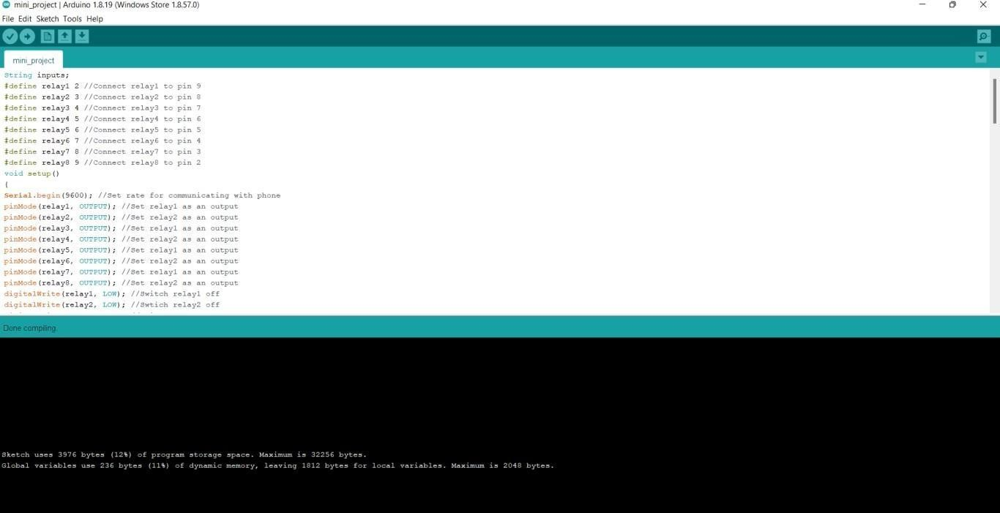 mini_project | Arduino 1.8.19 (Windows Store 1.8.57.0)
File Edit Sketch Tools Help
mini_project
String inputs;
#define relay1 2 //Connect relay1 to pin 9
#define relay2 3 //Connect relay2 to pin 8
#define relay3 4 //Connect relay3 to pin 7
#define relay4 5 //Connect relay4 to pin 6
#define relay5 6 //Connect relay5 to pin 5
#define relay6 7 //Connect relay6 to pin 4
#define relay7 8 //Connect relay7 to pin 3
#define relay8 9 //Connect relay8 to pin 2
void setup()
{
Serial.begin(9600); //Set rate for communicating with phone
pinMode(relay1, OUTPUT); //Set relay1 as an output
pinMode(relay2, OUTPUT); //Set relay2 as an output
pinMode(relay3, OUTPUT); //Set relay1 as an output
pinMode(relay4, OUTPUT); //Set relay2 as an output
pinMode(relay5, OUTPUT); //Set relay1 as an output
pinMode(relay6, OUTPUT); //Set relay2 as an output
pinMode(relay7, OUTPUT); //Set relay1 as an output
pinMode(relay8, OUTPUT); //Set relay2 as an output
digitalWrite(relay1, LOW); //Switch relay1 off
digitalWrite(relay2, LOW); //Swtich relay2 off
Done compiling.
Sketch uses 3976 bytes (12%) of program storage space. Maximum is 32256 bytes.
Global variables use 236 bytes (11%) of dynamic memory, leaving 1812 bytes for local variables. Maximum is 2048 bytes.